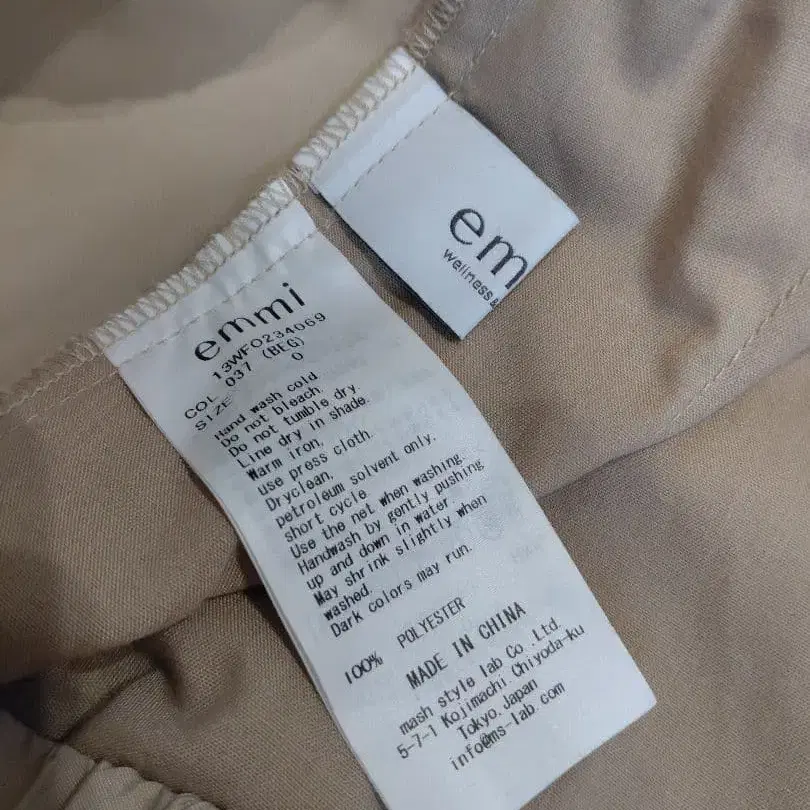 em
wellness &
emmi
13WFO234069
COL 037 (BEG)
SIZE 0
Hand wash cold
Do not bleach.
Do not tumble dry.
Line dry in shade.
Warm iron,
use press cloth.
Dryclean,
petroleum solvent only,
short cycle.
Use the net when washing.
Handwash by gently pushing
up and down in water.
May shrink slightly when
washed.
Dark colors may run.
100% POLYESTER
MADE IN CHINA
mash style lab Co. Ltd.
5-7-1 Kojimachi.Chiyoda-ku
Tokyo.Japan
info@ms-lab.com